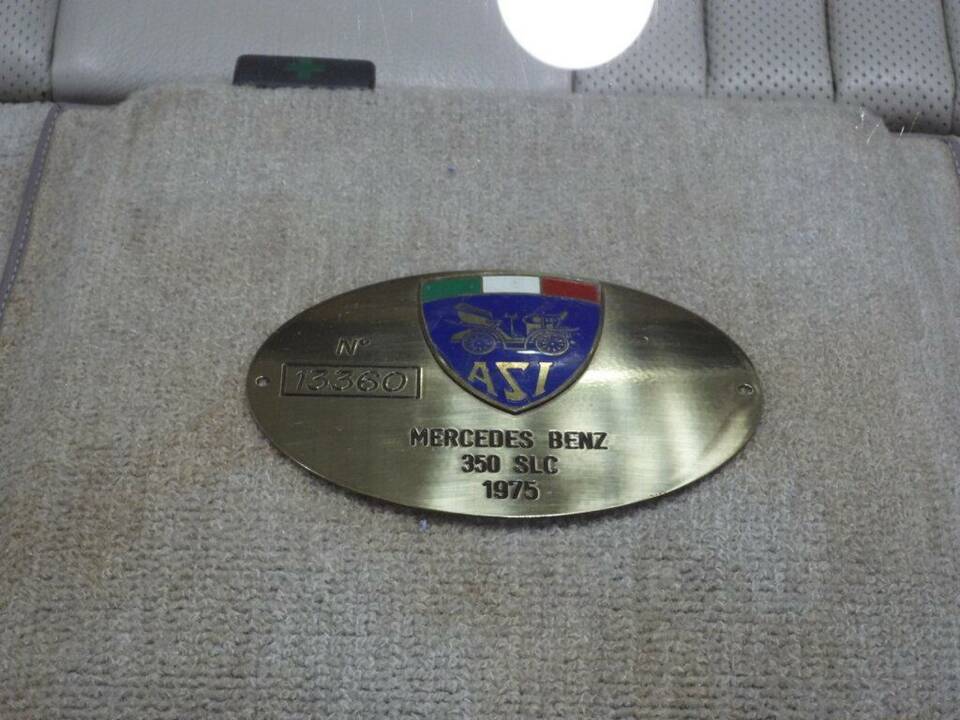 N°
13360
ASI
MERCEDES BENZ
350 SLC
1975